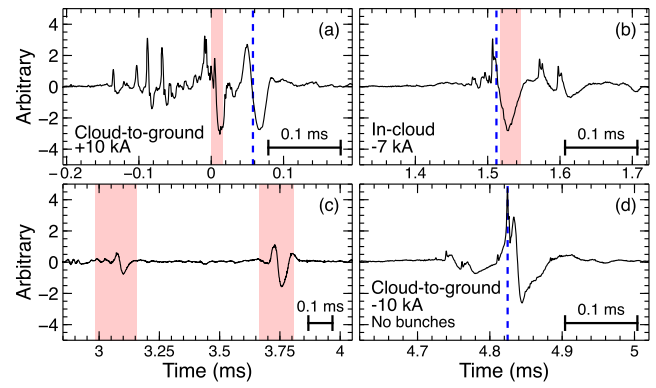 (a)
(b)
Arbitrary
4
2
0
−2
−4
Cloud-to-ground
+10 kA
0.1 ms
In-cloud
-7 kA
0.1 ms
−0.2
−0.1
0
0.1
1.4
1.5
1.6
1.7
(c)
(d)
Arbitrary
4
2
0
−2
−4
0.1 ms
Cloud-to-ground
-10 kA
No bunches
0.1 ms
3
3.25
3.5
3.75
4
4.7
4.8
4.9
5
Time (ms)
Time (ms)